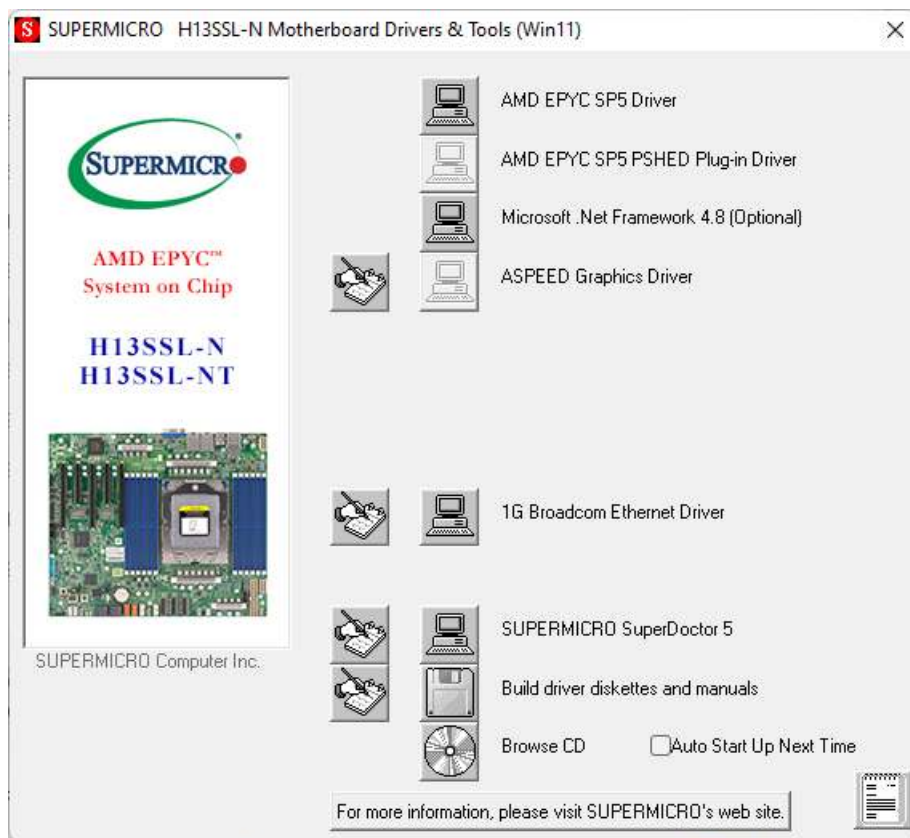 S SUPERMICRO H13SSL-N Motherboard Drivers & Tools (Win11)
SUPERMICR
AMD EPYC™
System on Chip
H13SSL-N
H13SSL-NT
SUPERMICRO Computer Inc.
AMD EPYC SP5 Driver
AMD EPYC SP5 PSHED Plug-in Driver
Microsoft .Net Framework 4.8 (Optional)
ASPEED Graphics Driver
1G Broadcom Ethernet Driver
SUPERMICRO SuperDoctor 5
Build driver diskettes and manuals
Browse CD Auto Start Up Next Time
For more information, please visit SUPERMICRO's web site.